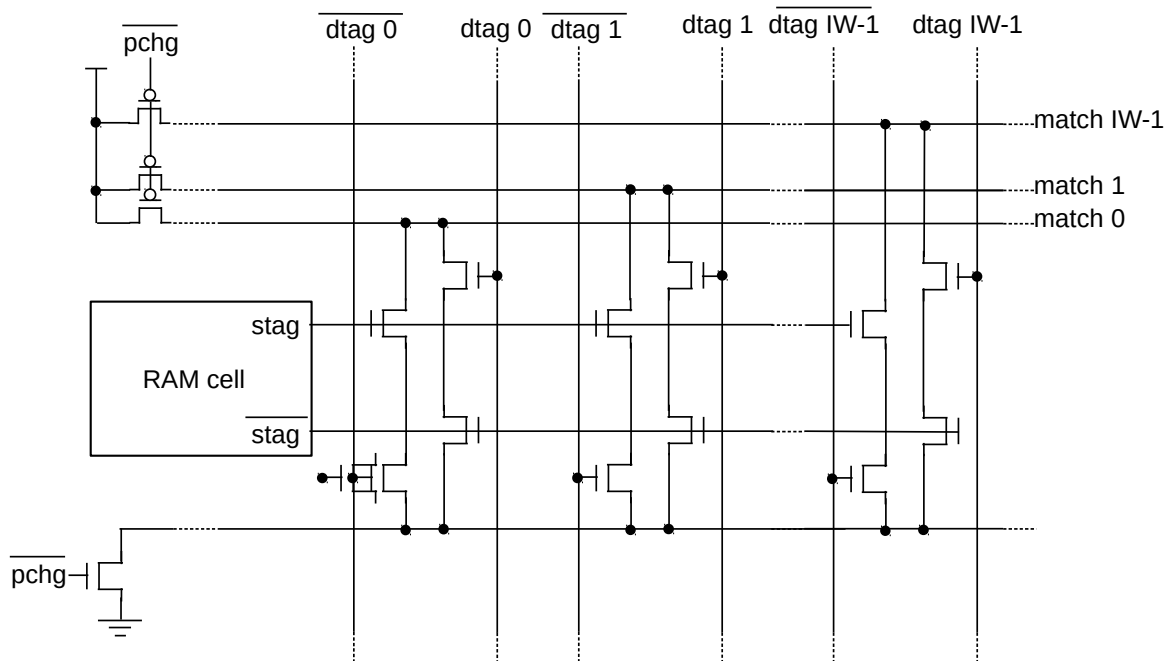 dtag 0 dtag 0 dtag 1 dtag 1 dtag IW-1 dtag IW-1
pchg
match IW-1
match 1
match 0
stag
RAM cell
stag
pchg